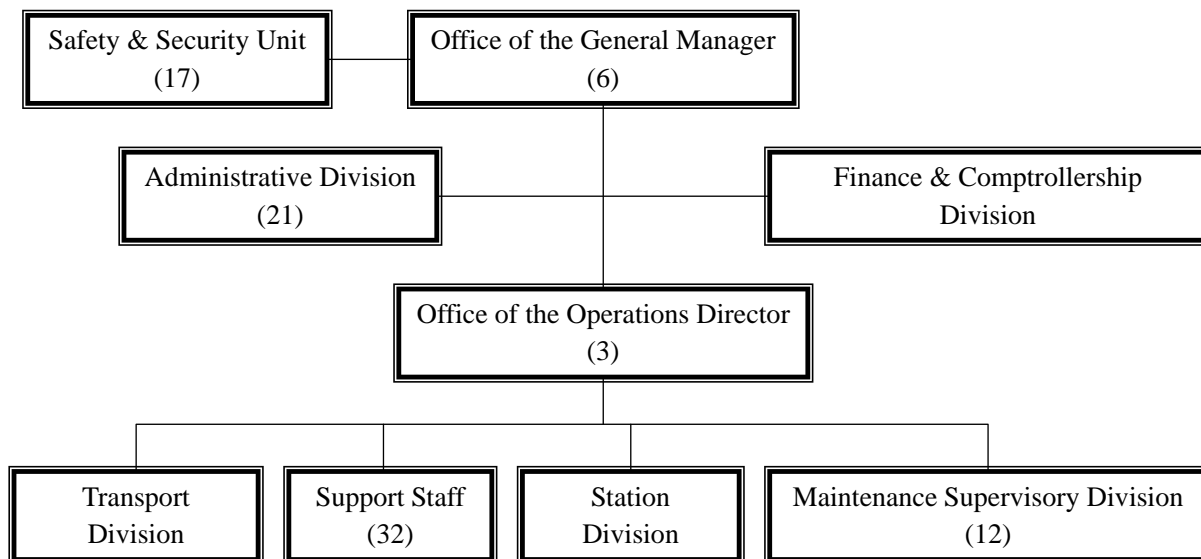 Safety & Security Unit
(17)
Office of the General Manager
(6)
Administrative Division
(21)
Finance & Comptrollership
Division
Office of the Operations Director
(3)
Transport
Division
Support Staff
(32)
Station
Division
Maintenance Supervisory Division
(12)